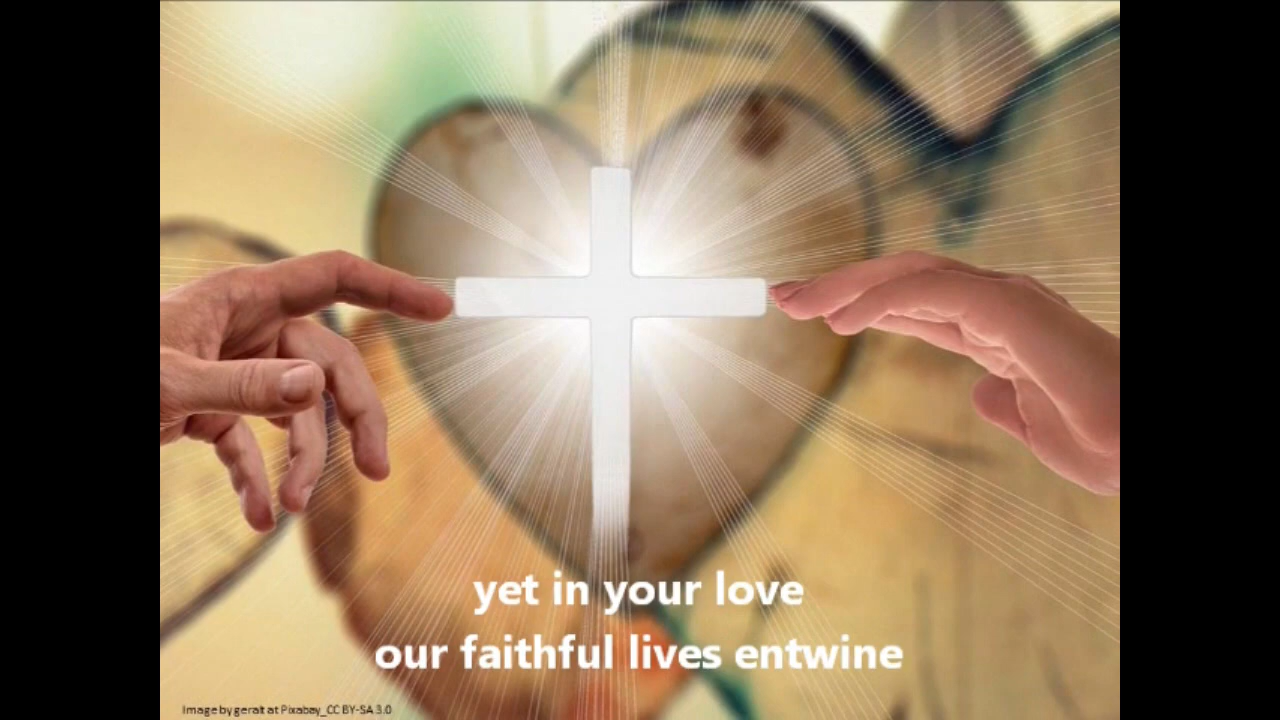 yet in your love
our faithful lives entwine
Image by geralt at Pixabay_CC BY-SA 3.0